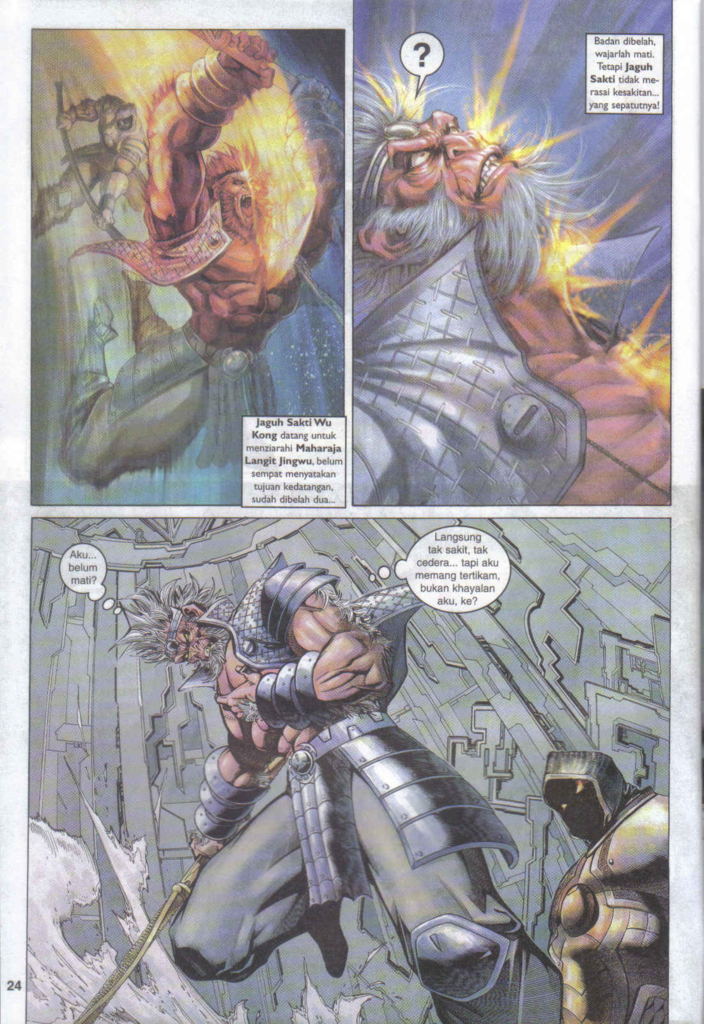 Jaguh Sakti Wu
Kong datang untuk
menziarahi Maharaja
Langit Jingwu, belum
sempat menyatakan
tujuan kedatangan,
sudah dibelah dua...
?
Badan dibelah,
wajarlah mati.
Tetapi Jaguh
Sakti tidak me-
rasai kesakitan...
yang sepatutnya!
Aku...
belum
mati?
Langsung
tak sakit, tak
cedera... tapi aku
memang tertikam,
bukan khayalan
aku, ke?
24